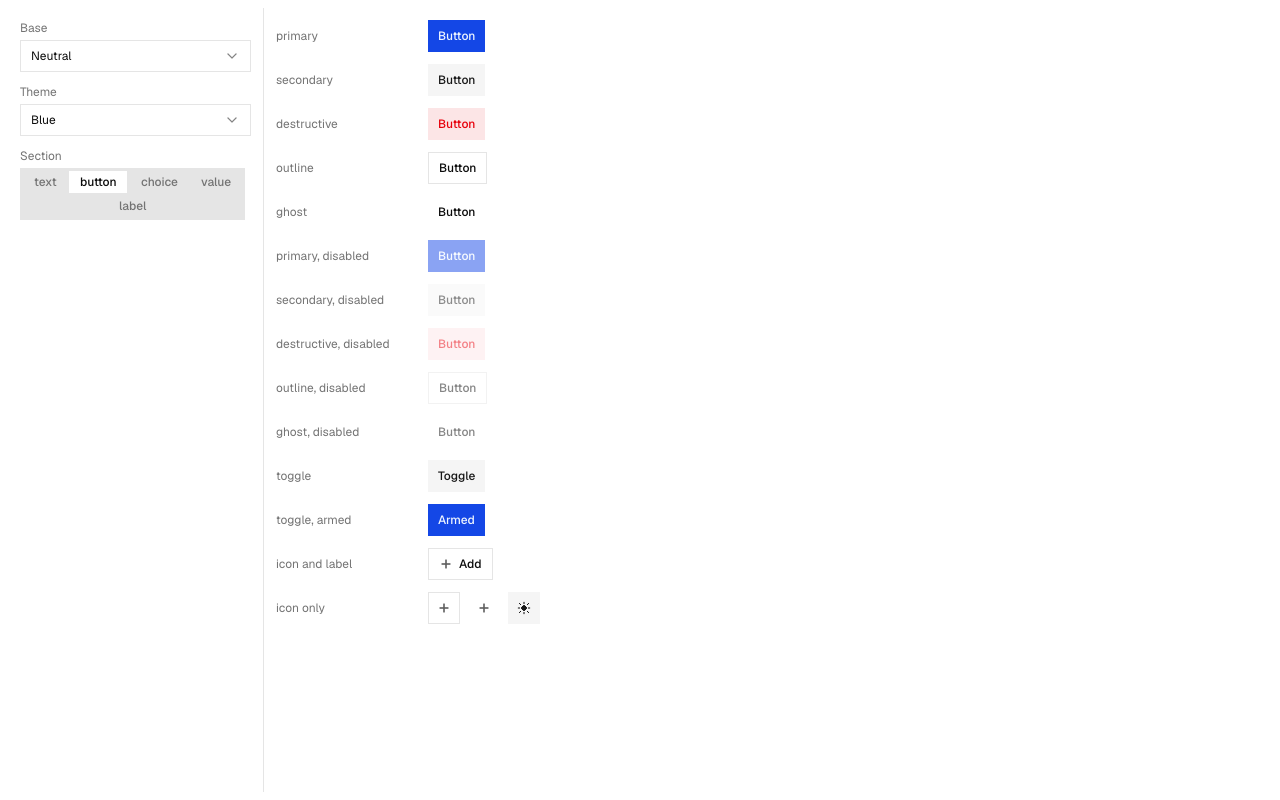 Base
Neutral
Theme
Blue
Section
text button choice value
label
primary Button
secondary Button
destructive Button
outline Button
ghost Button
primary, disabled Button
secondary, disabled Button
destructive, disabled Button
outline, disabled Button
ghost, disabled Button
toggle Toggle
toggle, armed Armed
icon and label Add
icon only